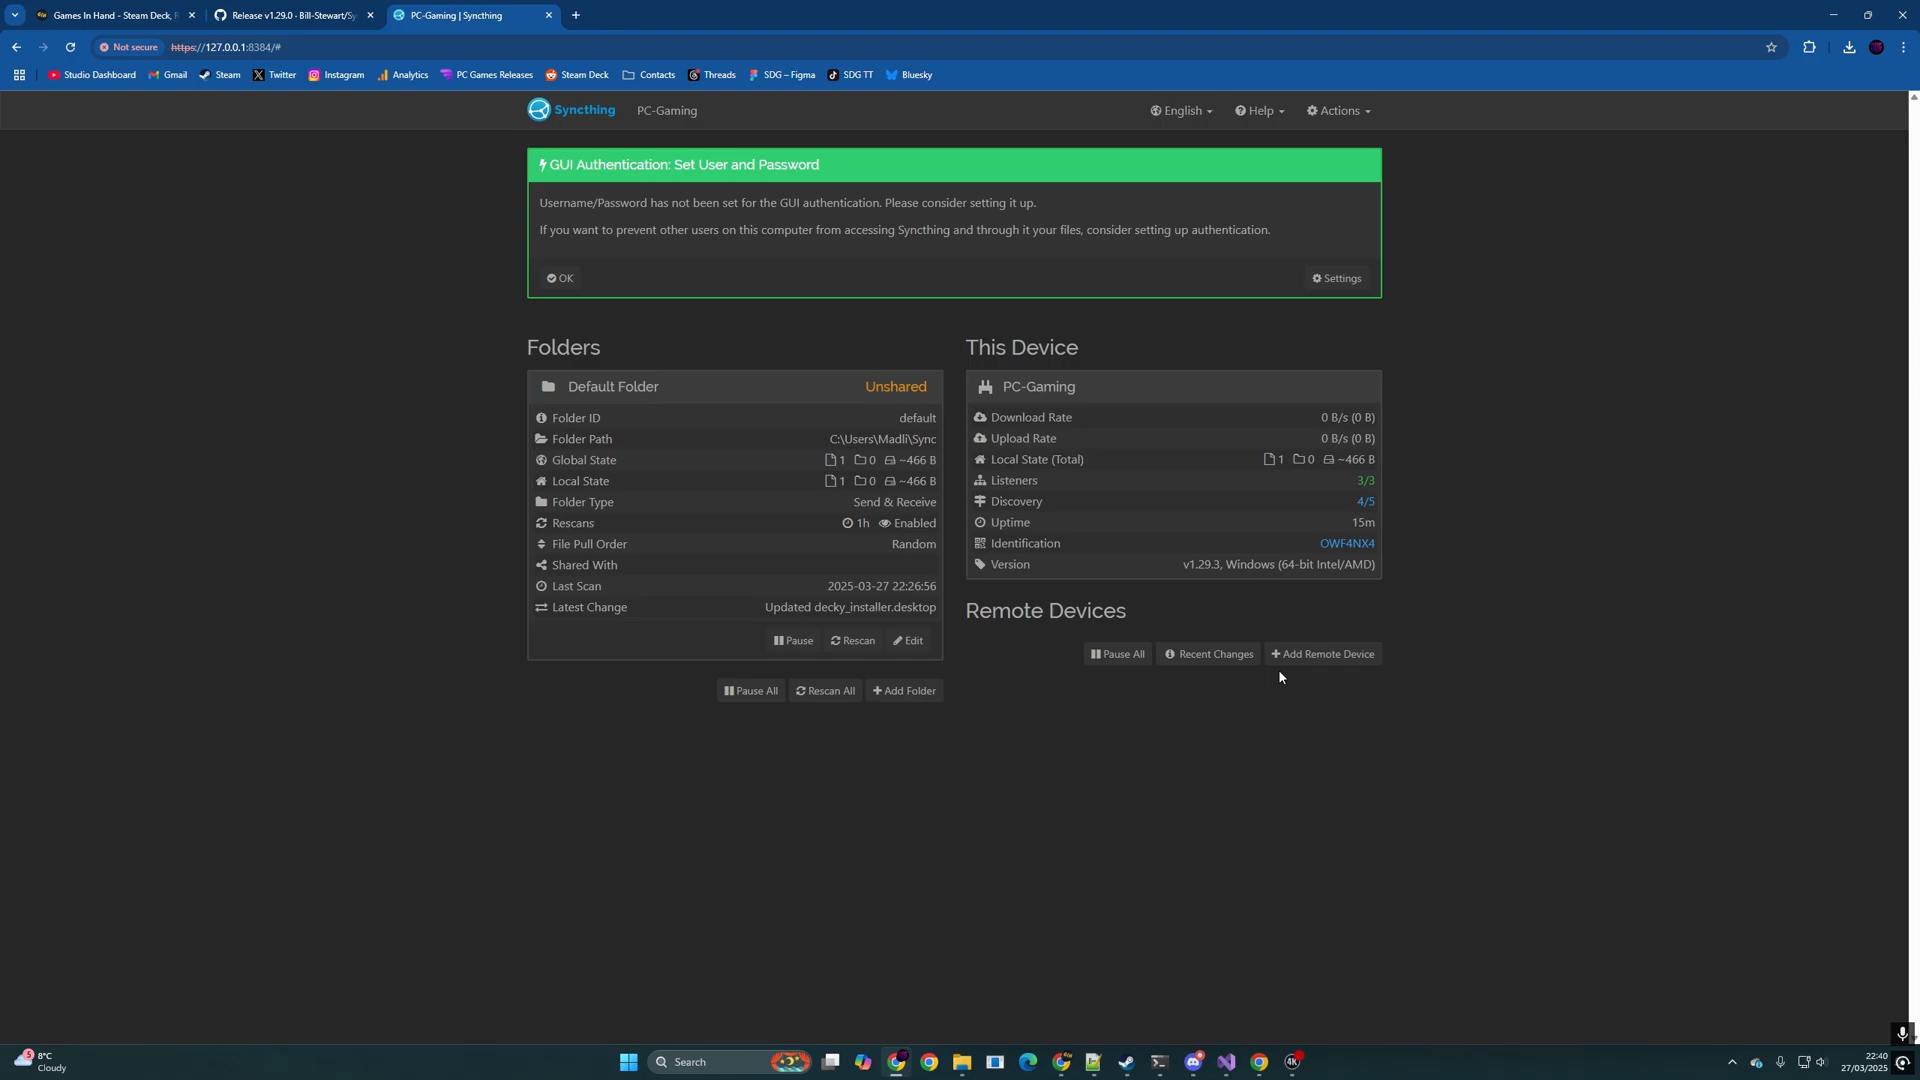 Games In Hand - Steam Deck, R
Release v1.29.0 · Bill-Stewart/Sy
PC-Gaming | Syncthing
Not secure
https://127.0.0.1:8384/#
Studio Dashboard
Gmail
Steam
Twitter
Instagram
Analytics
PC Games Releases
Steam Deck
Contacts
Threads
SDG – Figma
SDG TT
Bluesky
Syncthing
PC-Gaming
English
Help
Actions
GUI Authentication: Set User and Password
Username/Password has not been set for the GUI authentication. Please consider setting it up.
If you want to prevent other users on this computer from accessing Syncthing and through it your files, consider setting up authentication.
OK
Settings
Folders
Default Folder
Unshared
Folder ID
default
Folder Path
C:\Users\Madli\Sync
Global State
1 0 ~466 B
Local State
1 0 ~466 B
Folder Type
Send & Receive
Rescans
1h Enabled
File Pull Order
Random
Shared With
Last Scan
2025-03-27 22:26:56
Latest Change
Updated decky_installer.desktop
Pause
Rescan
Edit
Pause All
Rescan All
Add Folder
This Device
PC-Gaming
Download Rate
0 B/s (0 B)
Upload Rate
0 B/s (0 B)
Local State (Total)
1 0 ~466 B
Listeners
3/3
Discovery
4/5
Uptime
15m
Identification
OWF4NX4
Version
v1.29.3, Windows (64-bit Intel/AMD)
Remote Devices
Pause All
Recent Changes
Add Remote Device
5
8°C
Cloudy
Search
4K
22:40
27/03/2025